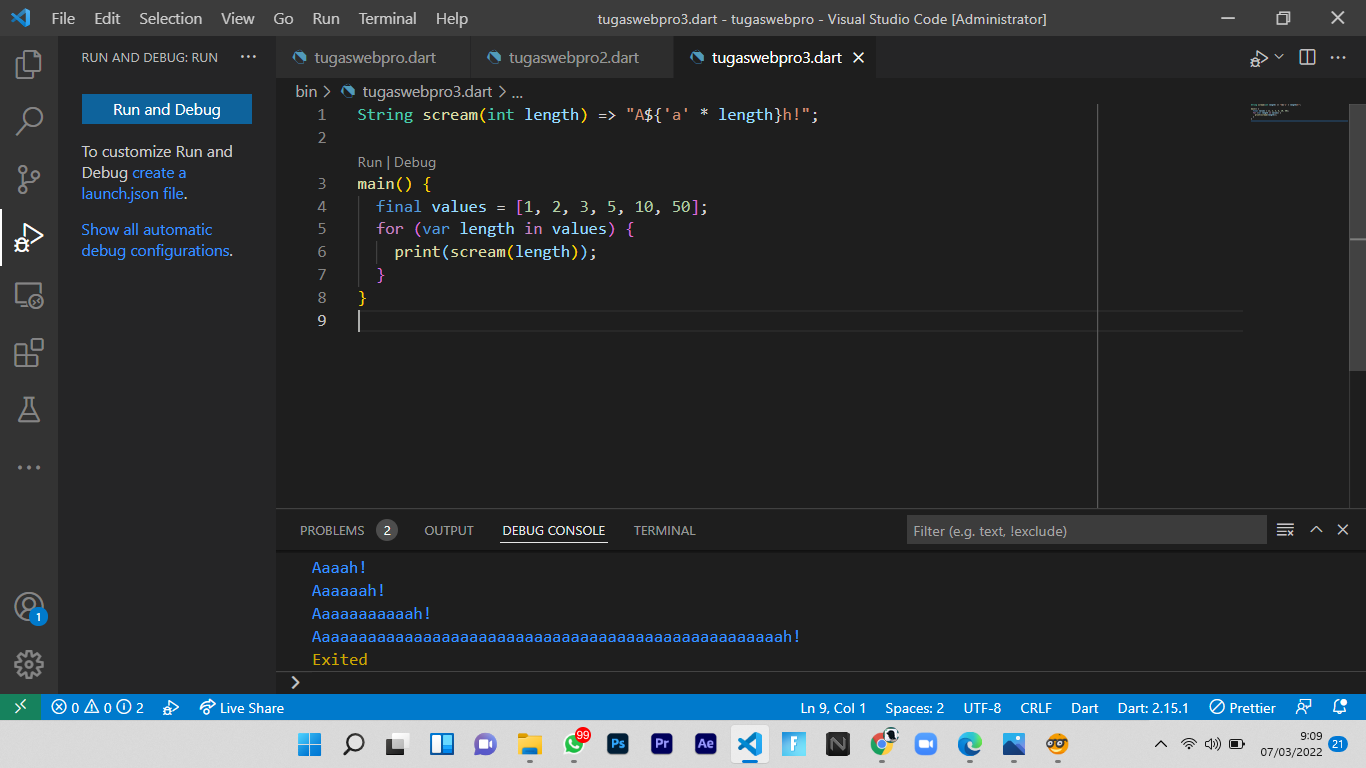 File Edit Selection View Go Run Terminal Help
tugaswebpro3.dart - tugaswebpro - Visual Studio Code [Administrator]
RUN AND DEBUG: RUN ···
tugaswebpro.dart
tugaswebpro2.dart
tugaswebpro3.dart
Run and Debug
To customize Run and
Debug create a
launch.json file.
Show all automatic
debug configurations.
bin > tugaswebpro3.dart > ...
1 String scream(int length) => "A${'a' * length}h!";
2
Run | Debug
3 main() {
4 final values = [1, 2, 3, 5, 10, 50];
5 for (var length in values) {
6 print(scream(length));
7 }
8 }
9
PROBLEMS 2 OUTPUT DEBUG CONSOLE TERMINAL
Filter (e.g. text, !exclude)
Aaaah!
Aaaaaah!
Aaaaaaaaaaah!
Aaaaaaaaaaaaaaaaaaaaaaaaaaaaaaaaaaaaaaaaaaaaaaaaaaah!
Exited
1
0 0 2 Live Share
Ln 9, Col 1 Spaces: 2 UTF-8 CRLF Dart Dart: 2.15.1 Prettier
99
Ps
Pr
Ae
F
N
9:09
07/03/2022
21